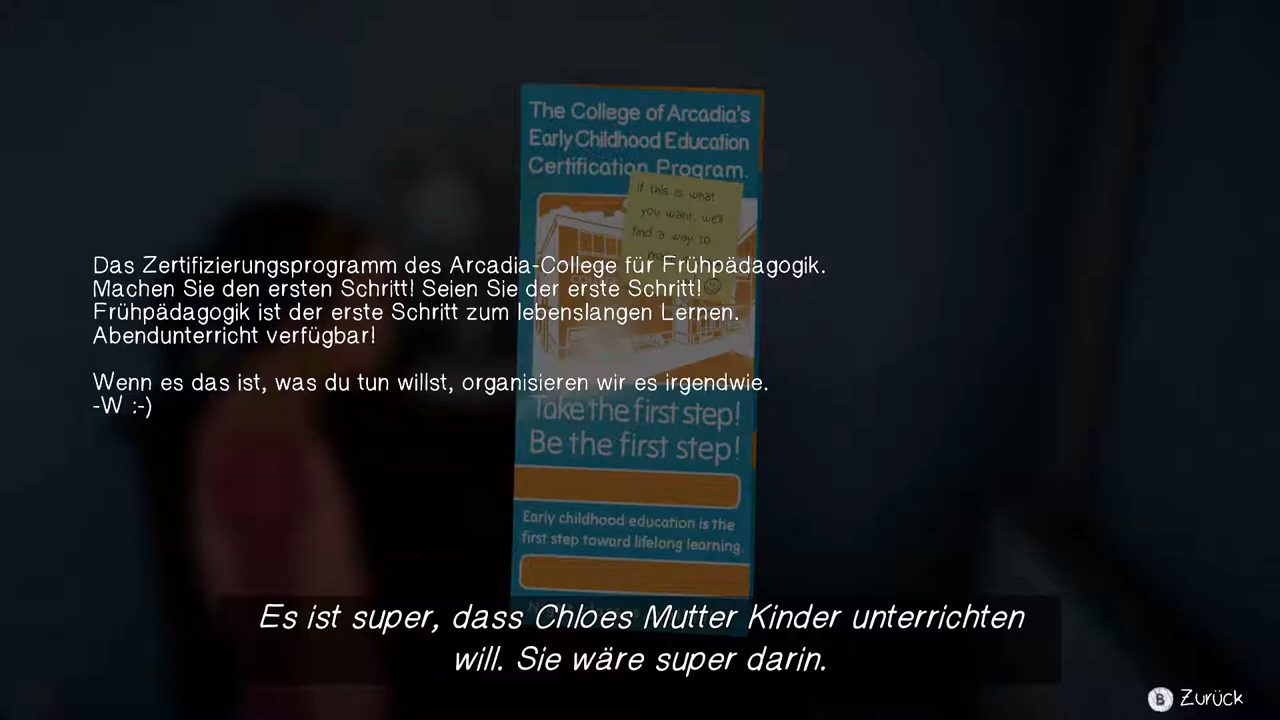 The College of Arcadia's
Early Childhood Education
Certification Program.
if this is what
you want, we'll
find a way to
Das Zertifizierungsprogramm des Arcadia-College für Frühpädagogik.
Machen Sie den ersten Schritt! Seien Sie der erste Schritt!
Frühpädagogik ist der erste Schritt zum lebenslangen Lernen.
Abendunterricht verfügbar!
Wenn es das ist, was du tun willst, organisieren wir es irgendwie.
-W :-)
Take the first step!
Be the first step!
Early childhood education is the
first step toward lifelong learning.
Es ist super, dass Chloes Mutter Kinder unterrichten
will. Sie wäre super darin.
B Zurück